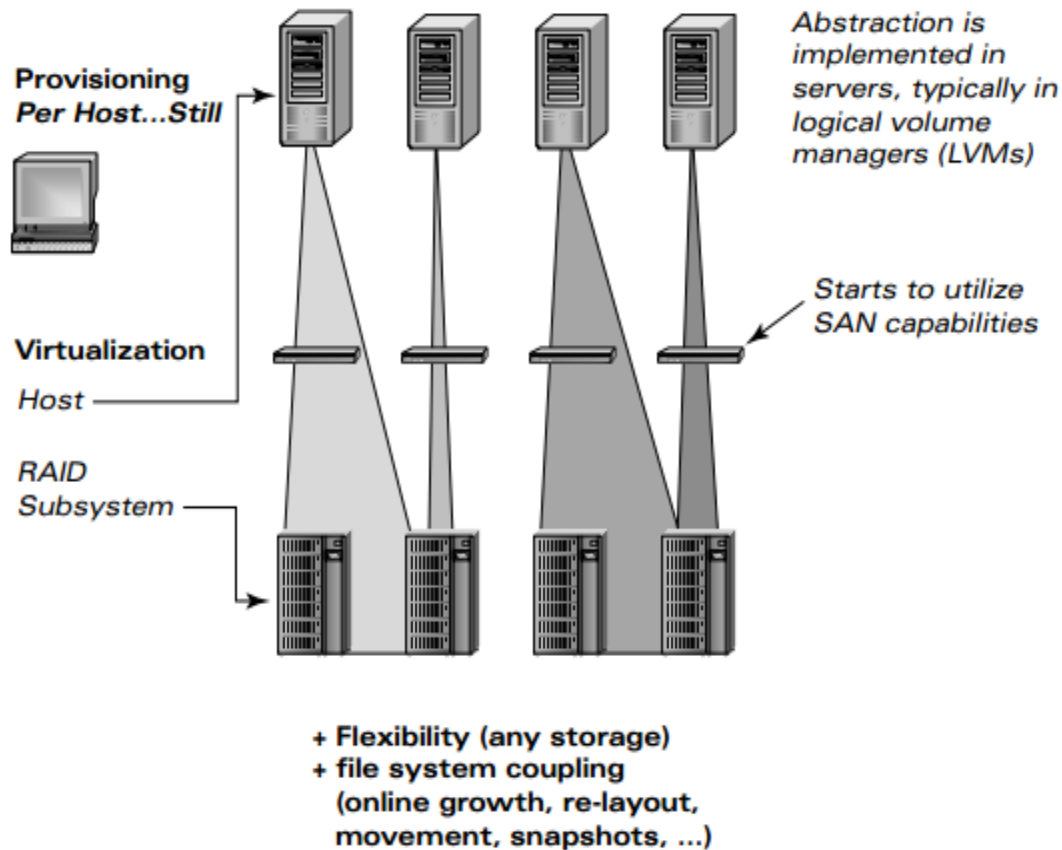 Provisioning
Per Host...Still
Abstraction is
implemented in
servers, typically in
logical volume
managers (LVMs)
Starts to utilize
SAN capabilities
Virtualization
Host
RAID
Subsystem
+ Flexibility (any storage)
+ file system coupling
(online growth, re-layout,
movement, snapshots, ...)